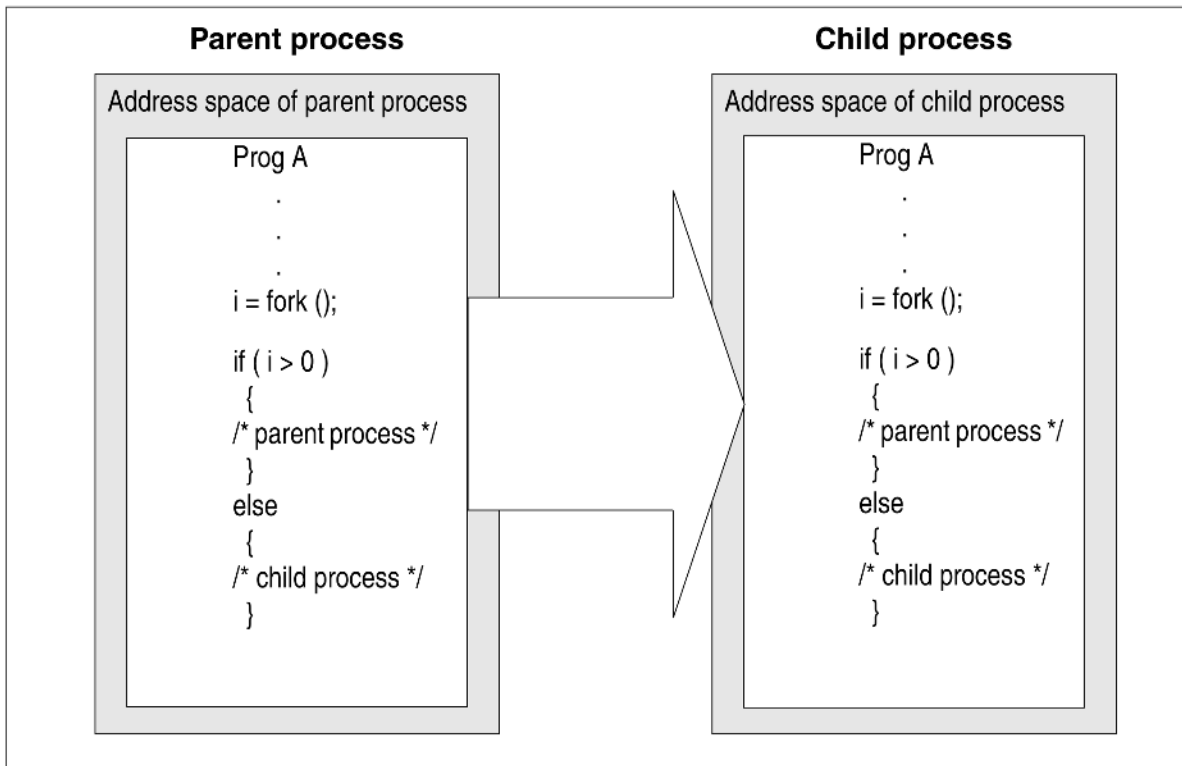 Parent process
Address space of parent process
Prog A
.
.
.
i = fork ();
if ( i > 0 )
{
/* parent process */
}
else
{
/* child process */
}
Child process
Address space of child process
Prog A
.
.
.
i = fork ();
if ( i > 0 )
{
/* parent process */
}
else
{
/* child process */
}